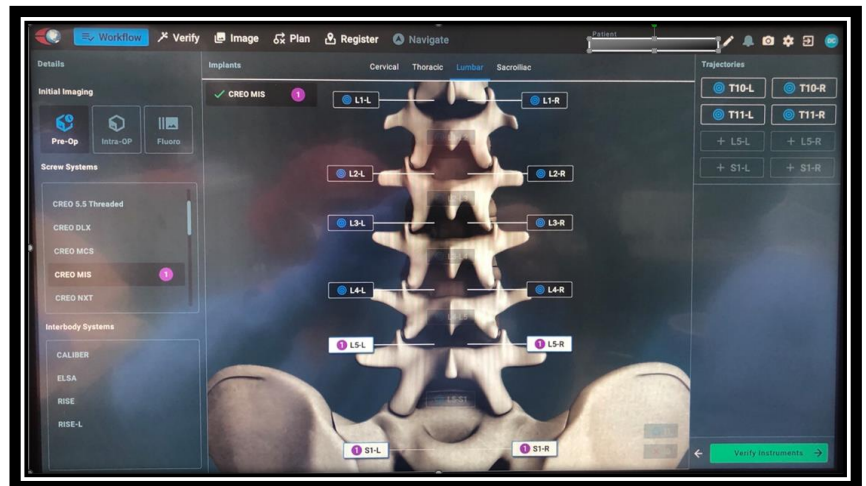 Workflow Verify Image Plan Register Navigate
Patient
OC
Details
Initial Imaging
Pre-Op Intra-OP Fluoro
Screw Systems
CREO 5.5 Threaded
CREO DLX
CREO MCS
CREO MIS 1
CREO NXT
Interbody Systems
CALIBER
ELSA
RISE
RISE-L
Implants
CREO MIS 1
Cervical Thoracic Lumbar Sacroiliac
L1-L L1-R
L2-L L2-R
L3-L L3-R
L4-L L4-R
1 L5-L 1 L5-R
L5-S1
1 S1-L 1 S1-R
Trajectories
T10-L T10-R
T11-L T11-R
+ L5-L + L5-R
+ S1-L + S1-R
Verify Instruments